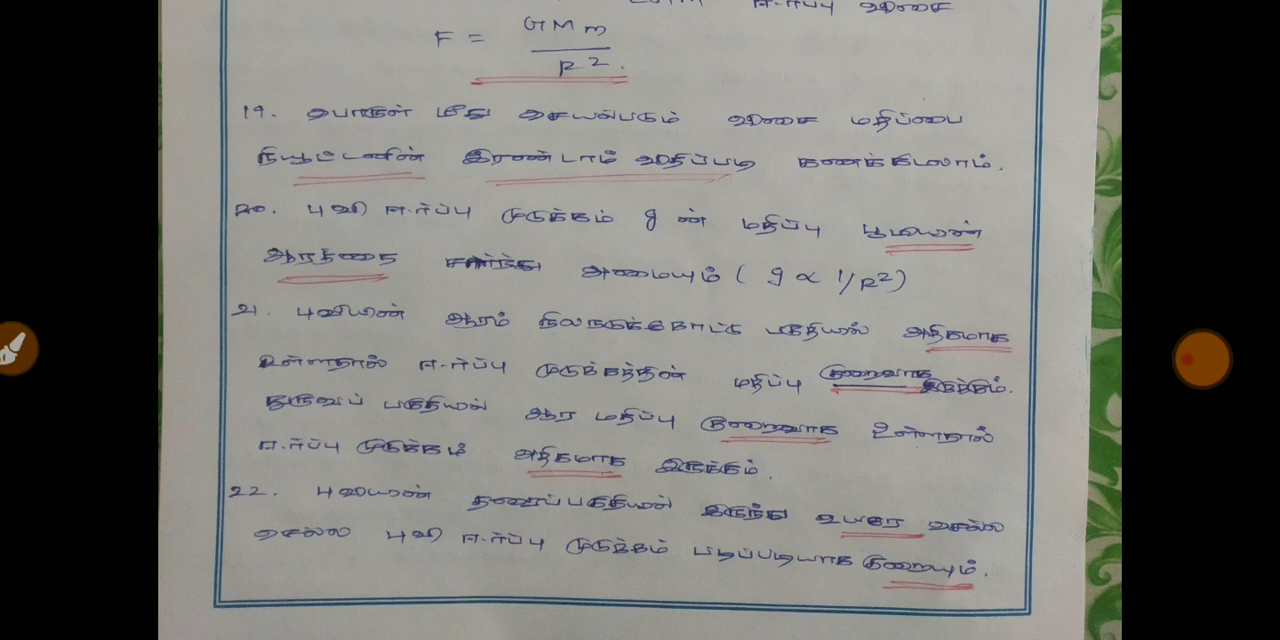 ஈர்ப்பு விசை
F = GMm
R².
19. பொருள் மீது செயல்படும் விசை மதிப்பை
நியூட்டனின் இரண்டாம் விதிப்படி கணக்கிடலாம்.
20. புவி ஈர்ப்பு முடுக்கம் g ன் மதிப்பு பூமியின்
ஆரத்தை சார்ந்து அமையும் ( g ∝ 1/R²)
21. புவியின் ஆரம் நிலநடுக்கோட்டு பகுதியில் அதிகமாக
உள்ளதால் ஈர்ப்பு முடுக்கத்தின் மதிப்பு குறைவாக இருக்கும்.
துருவப் பகுதியில் ஆர மதிப்பு குறைவாக உள்ளதால்
ஈர்ப்பு முடுக்கம் அதிகமாக இருக்கும்.
22. புவியின் தரைப்பகுதியில் இருந்து உயரே செல்ல
செல்ல புவி ஈர்ப்பு முடுக்கம் படிப்படியாக குறையும்.